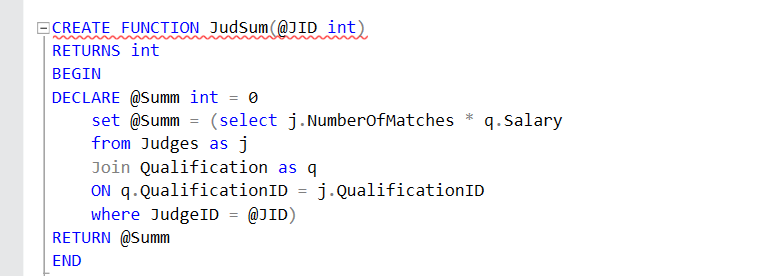 CREATE FUNCTION JudSum(@JID int)
RETURNS int
BEGIN
DECLARE @Summ int = 0
set @Summ = (select j.NumberOfMatches * q.Salary
from Judges as j
Join Qualification as q
ON q.QualificationID = j.QualificationID
where JudgeID = @JID)
RETURN @Summ
END